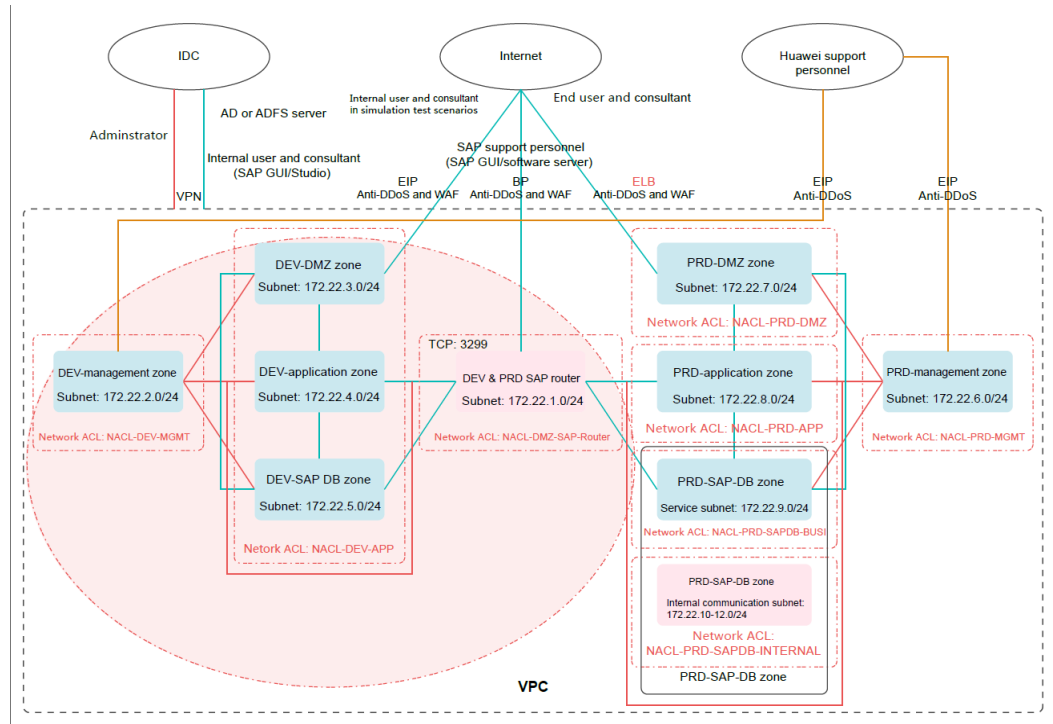 IDC
Internet
Huawei support
personnel
Adminstrator
AD or ADFS server
Internal user and consultant
(SAP GUI/Studio)
VPN
Internal user and consultant
in simulation test scenarios
End user and consultant
SAP support personnel
(SAP GUI/software server)
EIP
Anti-DDoS and WAF
BP
Anti-DDoS and WAF
ELB
Anti-DDoS and WAF
EIP
Anti-DDoS
EIP
Anti-DDoS
DEV-DMZ zone
Subnet: 172.22.3.0/24
PRD-DMZ zone
Subnet: 172.22.7.0/24
Network ACL: NACL-PRD-DMZ
TCP: 3299
DEV-management zone
Subnet: 172.22.2.0/24
Network ACL: NACL-DEV-MGMT
DEV-application zone
Subnet: 172.22.4.0/24
DEV & PRD SAP router
Subnet: 172.22.1.0/24
Network ACL: NACL-DMZ-SAP-Router
PRD-application zone
Subnet: 172.22.8.0/24
Network ACL: NACL-PRD-APP
PRD-management zone
Subnet: 172.22.6.0/24
Network ACL: NACL-PRD-MGMT
DEV-SAP DB zone
Subnet: 172.22.5.0/24
Netork ACL: NACL-DEV-APP
PRD-SAP-DB zone
Service subnet: 172.22.9.0/24
Network ACL: NACL-PRD-SAPDB-BUSI
PRD-SAP-DB zone
Internal communication subnet:
172.22.10-12.0/24
Network ACL:
NACL-PRD-SAPDB-INTERNAL
PRD-SAP-DB zone
VPC